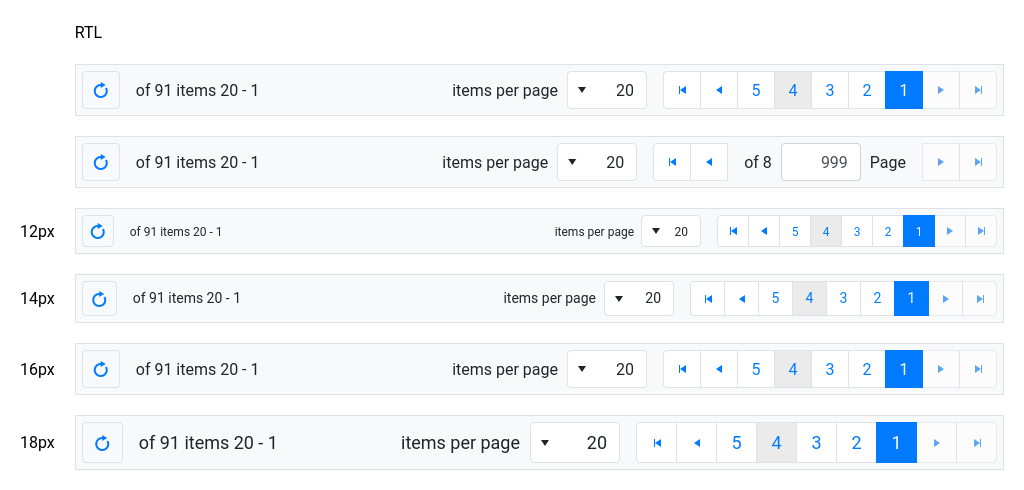 RTL
of 91 items 20 - 1 items per page 20 5 4 3 2 1
of 91 items 20 - 1 items per page 20 of 8 999 Page
12px of 91 items 20 - 1 items per page 20 5 4 3 2 1
14px of 91 items 20 - 1 items per page 20 5 4 3 2 1
16px of 91 items 20 - 1 items per page 20 5 4 3 2 1
18px of 91 items 20 - 1 items per page 20 5 4 3 2 1